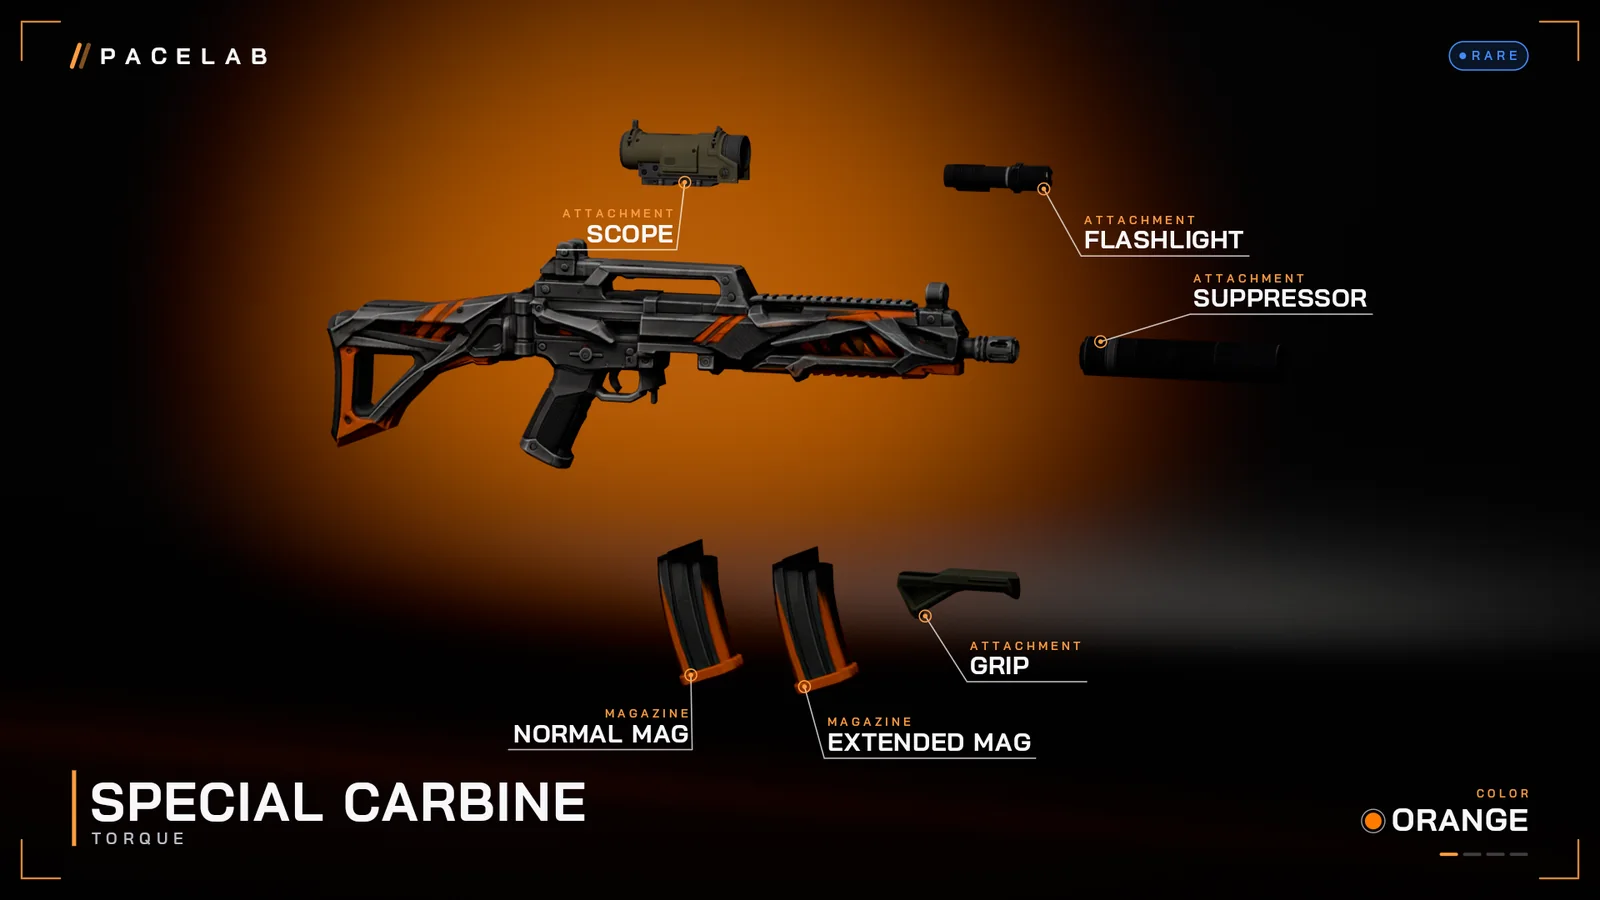 PACELAB
RARE
ATTACHMENT
SCOPE
ATTACHMENT
FLASHLIGHT
ATTACHMENT
SUPPRESSOR
ATTACHMENT
GRIP
MAGAZINE
NORMAL MAG
MAGAZINE
EXTENDED MAG
SPECIAL CARBINE
TORQUE
COLOR
ORANGE